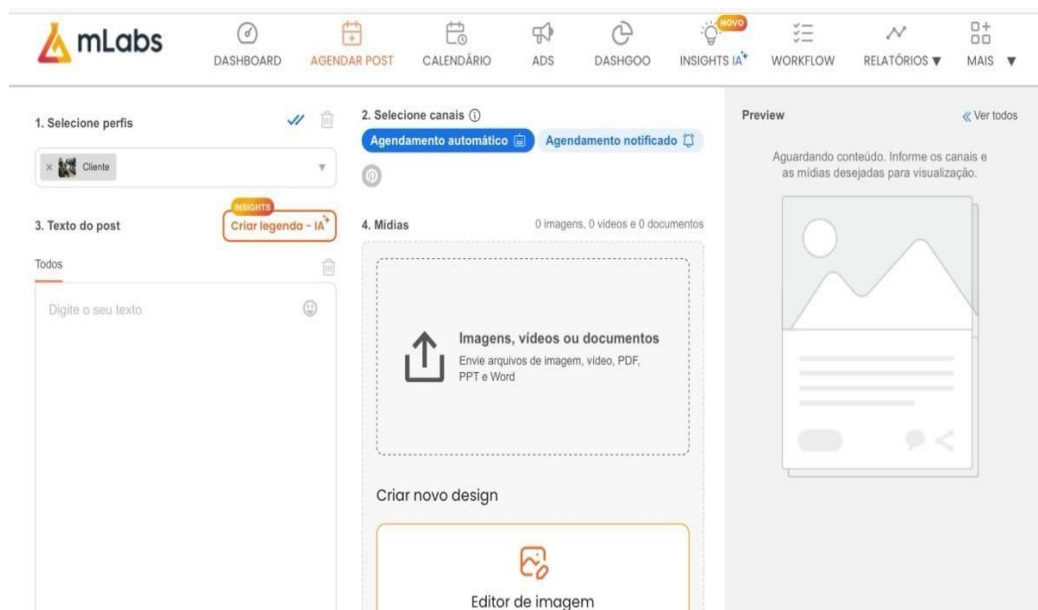 mLabs
DASHBOARD
AGENDAR POST
CALENDÁRIO
ADS
DASHGOO
NOVO
INSIGHTS IA
WORKFLOW
RELATÓRIOS
MAIS
1. Selecione perfis
Cliente
2. Selecione canais
Agendamento automático
Agendamento notificado
Preview
Ver todos
Aguardando conteúdo. Informe os canais e
as mídias desejadas para visualização.
3. Texto do post
INSIGHTS
Criar legenda - IA
Todos
Digite o seu texto
4. Mídias
0 imagens, 0 vídeos e 0 documentos
Imagens, vídeos ou documentos
Envie arquivos de imagem, vídeo, PDF,
PPT e Word
Criar novo design
Editor de imagem